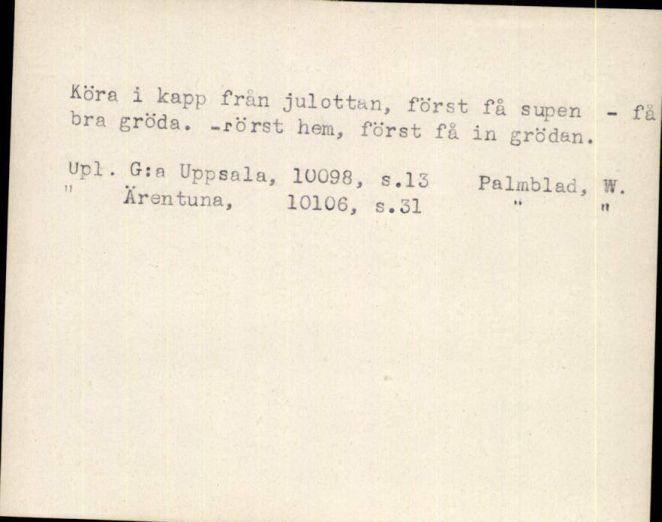 Köra i kapp från julottan, först få supen - få
bra gröda. -rörst hem, först få in grödan.
Upl. G:a Uppsala, 10098, s.13 Palmblad, W.
" Ärentuna, 10106, s.31 " "